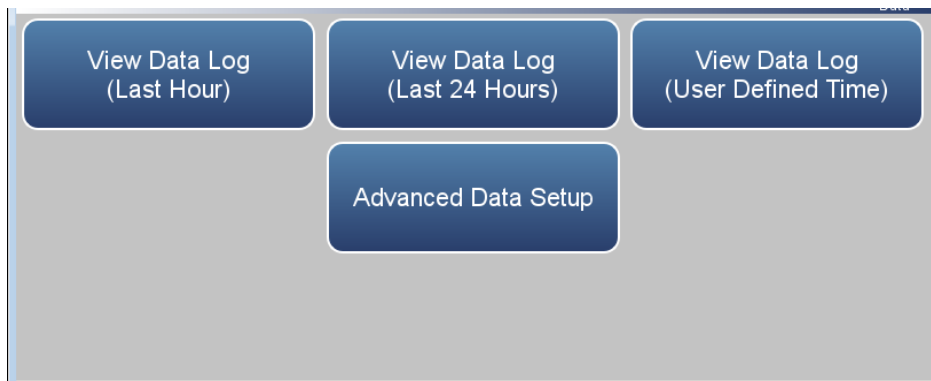 Data
View Data Log
(Last Hour)
View Data Log
(Last 24 Hours)
View Data Log
(User Defined Time)
Advanced Data Setup